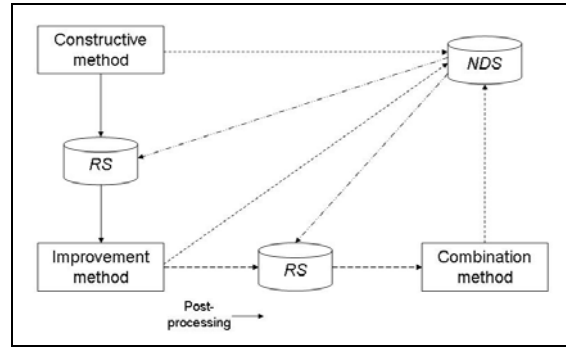 Constructive
method
NDS
RS
Improvement
method
RS
Combination
method
Post-
processing